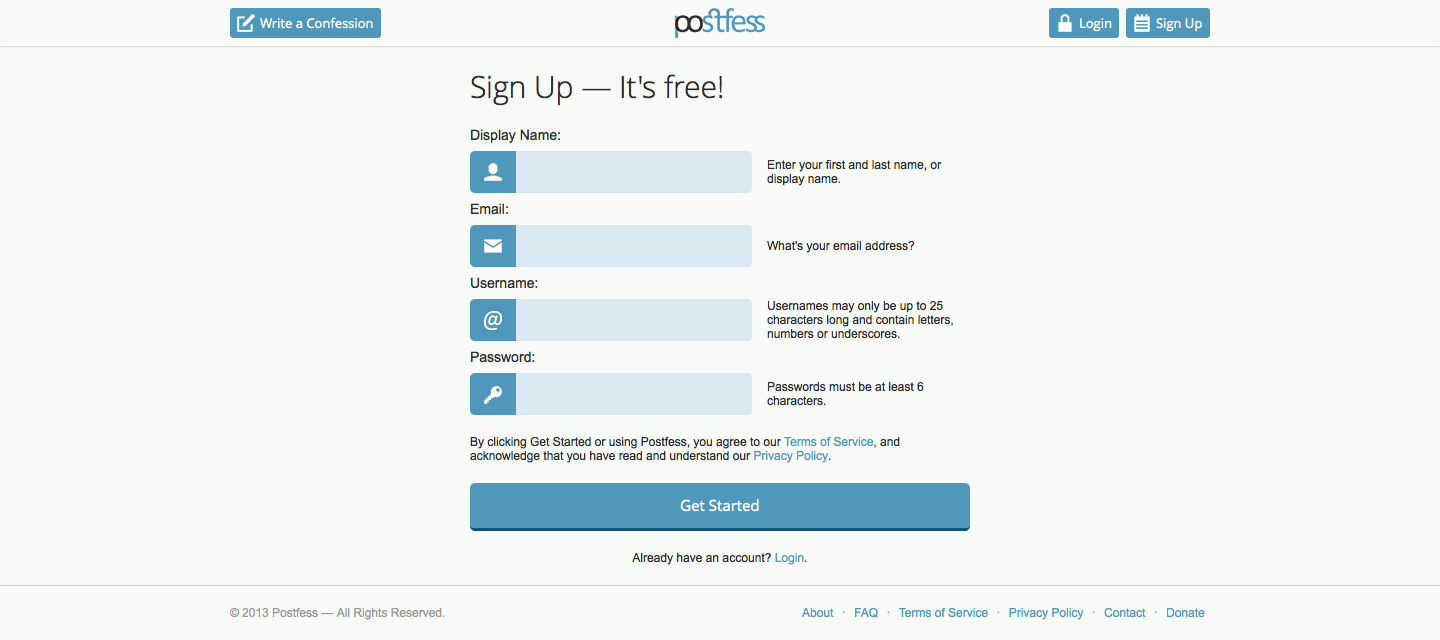 Write a Confession
postfess
Login
Sign Up
Sign Up — It's free!
Display Name:
Enter your first and last name, or
display name.
Email:
What's your email address?
Username:
@
Usernames may only be up to 25
characters long and contain letters,
numbers or underscores.
Password:
Passwords must be at least 6
characters.
By clicking Get Started or using Postfess, you agree to our Terms of Service, and
acknowledge that you have read and understand our Privacy Policy.
Get Started
Already have an account? Login.
© 2013 Postfess — All Rights Reserved.
About · FAQ · Terms of Service · Privacy Policy · Contact · Donate